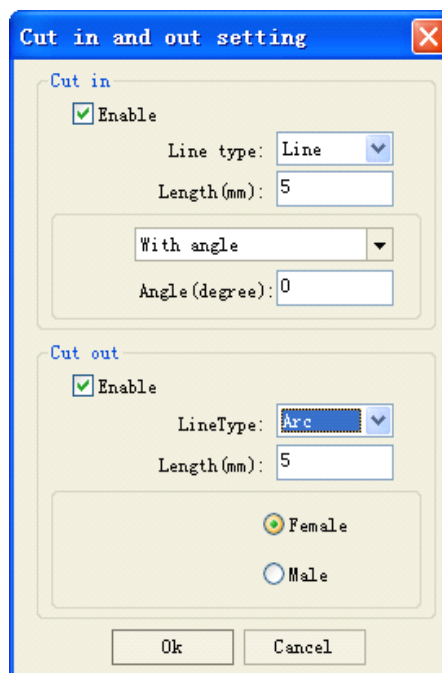 Cut in and out setting
Cut in
Enable
Line type: Line
Length(mm): 5
With angle
Angle(degree): 0
Cut out
Enable
LineType: Arc
Length(mm): 5
Female
Male
Ok Cancel